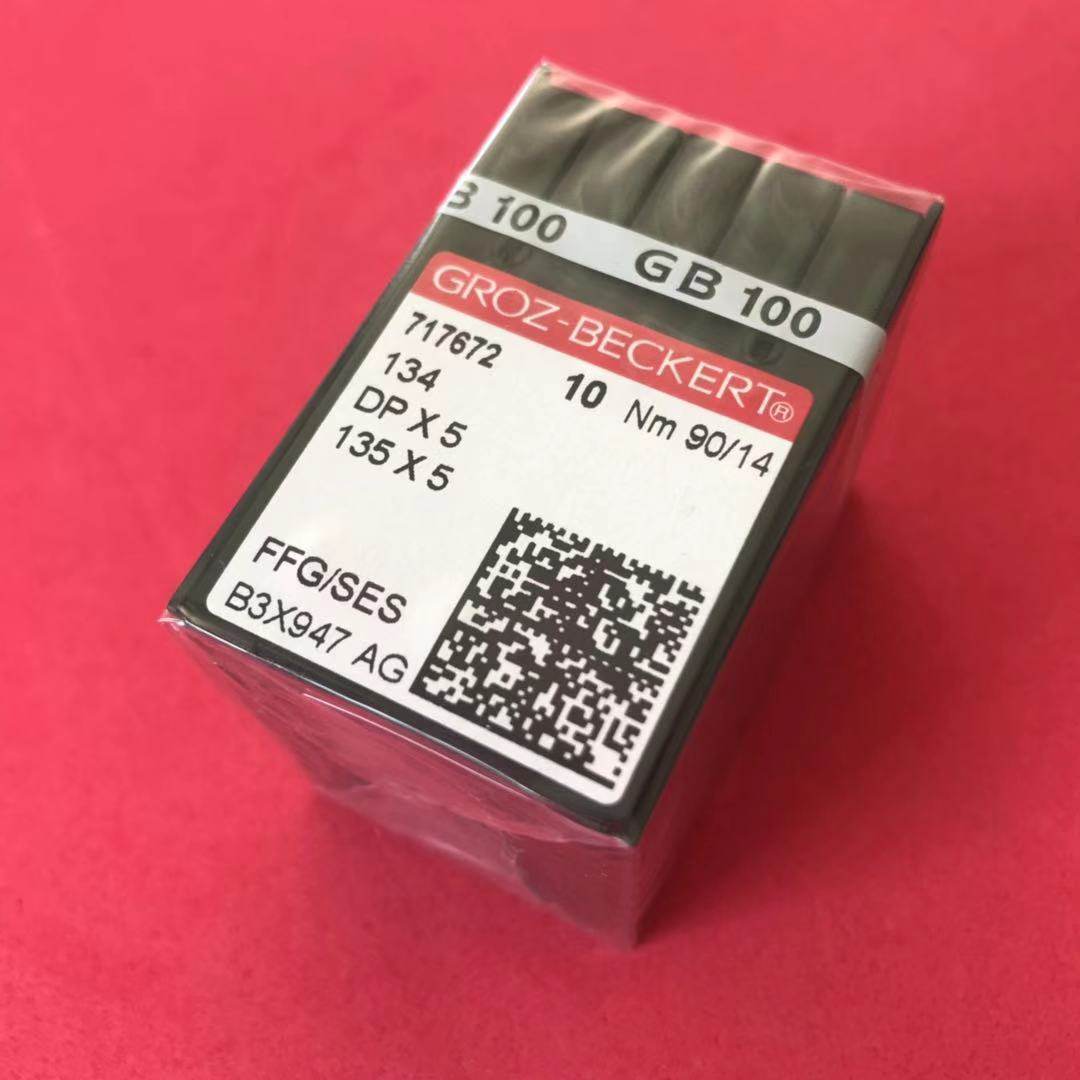 B 100 GB 100
GROZ-BECKERT®
717672 10 Nm 90/14
134
DP X 5
135 X 5
FFG/SES
B3X947 AG